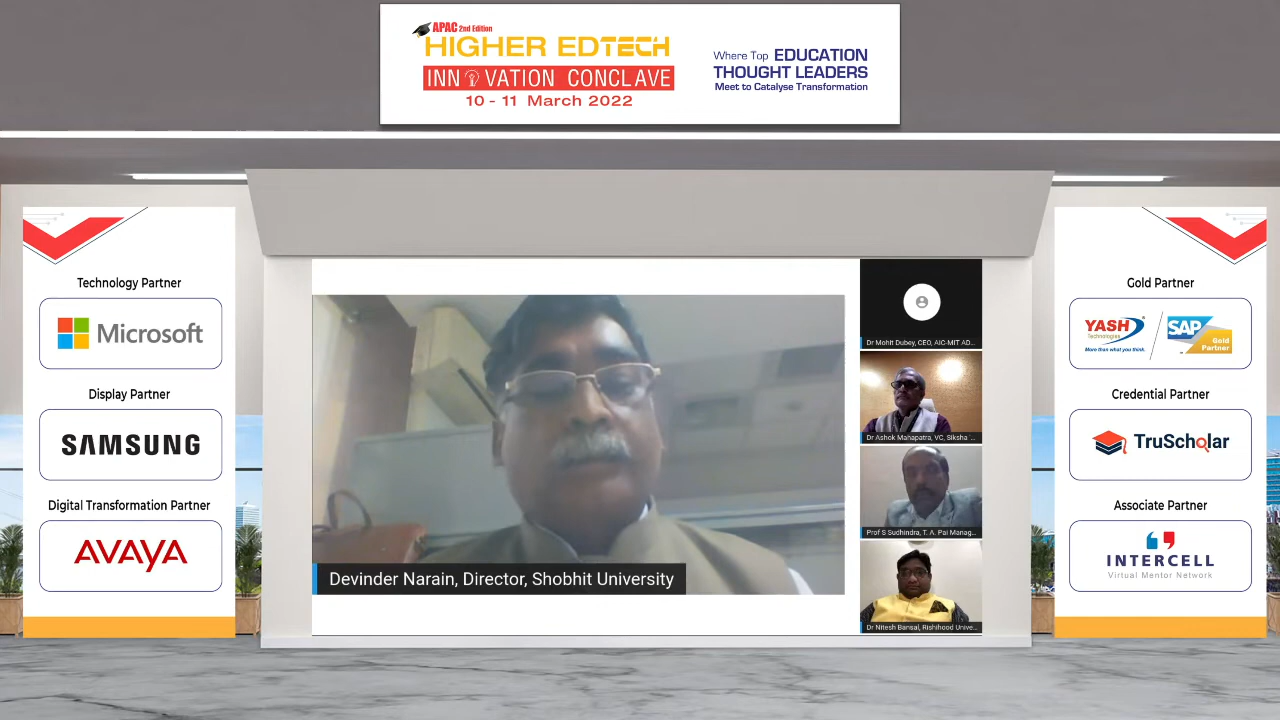 APAC 2nd Edition
HIGHER EDTECH
INNOVATION CONCLAVE
10 - 11 March 2022
Where Top EDUCATION
THOUGHT LEADERS
Meet to Catalyse Transformation
Technology Partner
Microsoft
Display Partner
SAMSUNG
Digital Transformation Partner
AVAYA
Devinder Narain, Director, Shobhit University
Dr Mohit Dubey, CEO, AIC-MIT AD...
Dr Ashok Mahapatra, VC, Siksha '...
Prof S Sudhindra, T. A. Pai Manag...
Dr Nitesh Bansal, Rishihood Unive...
Gold Partner
YASH
Technologies
More than what you think.
SAP
Gold
Partner
Credential Partner
TruScholar
Associate Partner
INTERCELL
Virtual Mentor Network